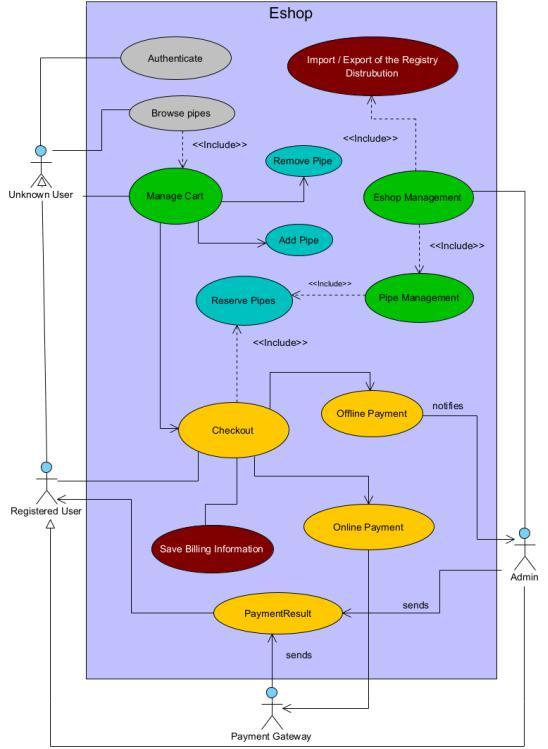 Eshop
Authenticate
Import / Export of the Registry
Distrubution
Browse pipes
<<Include>>
<<Include>>
Remove Pipe
Unknown User
Manage Cart
Eshop Management
Add Pipe
<<Include>>
<<Include>>
Reserve Pipes
Pipe Management
<<Include>>
Offline Payment
notifies
Checkout
Registered User
Online Payment
Save Billing Information
Admin
PaymentResult
sends
sends
Payment Gateway